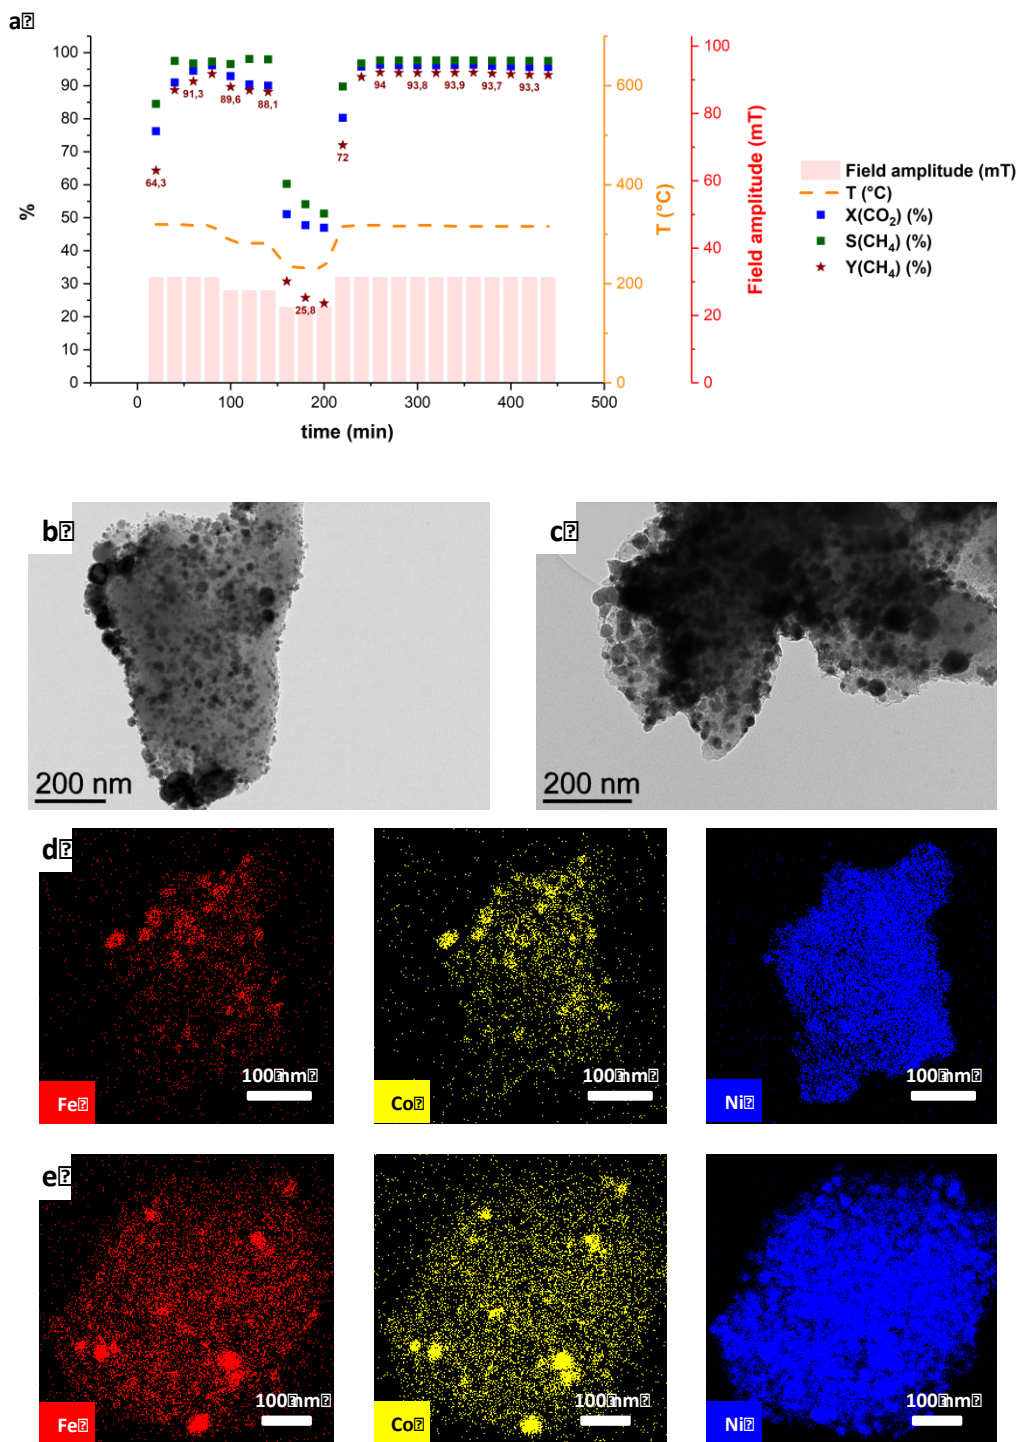 a
100
90
80
70
60
50
40
30
20
10
0
%
64,3
91,3
89,6
88,1
25,8
72
94
93,8
93,9
93,7
93,3
0
100
200
300
400
500
time (min)
600
400
200
0
T (°C)
100
80
60
40
20
0
Field amplitude (mT)
Field amplitude (mT)
T (°C)
X(CO₂) (%)
S(CH₄) (%)
Y(CH₄) (%)
b
200 nm
c
200 nm
d
Fe
100 nm
Co
100 nm
Ni
100 nm
e
Fe
100 nm
Co
100 nm
Ni
100 nm